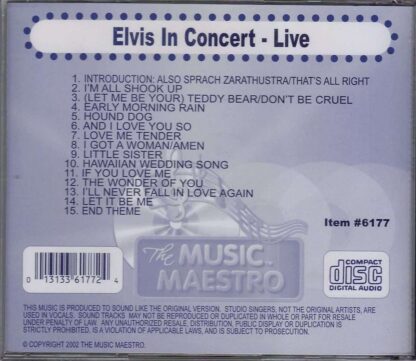 Elvis In Concert - Live
1. INTRODUCTION: ALSO SPRACH ZARATHUSTRA/THAT'S ALL RIGHT
2. I'M ALL SHOOK UP
3. (LET ME BE YOUR) TEDDY BEAR/DON'T BE CRUEL
4. EARLY MORNING RAIN
5. HOUND DOG
6. AND I LOVE YOU SO
7. LOVE ME TENDER
8. I GOT A WOMAN/AMEN
9. LITTLE SISTER
10. HAWAIIAN WEDDING SONG
11. IF YOU LOVE ME
12. THE WONDER OF YOU
13. I'LL NEVER FALL IN LOVE AGAIN
14. LET IT BE ME
15. END THEME
Item #6177
The MUSIC MAESTRO
TM
0 13133 61772 4
COMPACT
disc
DIGITAL AUDIO
THIS MUSIC IS PRODUCED TO SOUND LIKE THE ORIGINAL VERSION. STUDIO SINGERS, NOT THE ORIGINAL ARTISTS, ARE
USED IN VOCALS. SOUND TRACKS MAY NOT BE REPRODUCED OR DUPLICATED IN WHOLE OR PART FOR RESALE
UNDER PENALTY OF LAW. ANY UNAUTHORIZED RESALE, DISTRIBUTION, PUBLIC DISPLAY OR DUPLICATION IS
STRICTLY PROHIBITED, IS A VIOLATION OF APPLICABLE LAWS, AND IS SUBJECT TO CRIMINAL PROSECUTION.
© COPYRIGHT 2002 THE MUSIC MAESTRO.